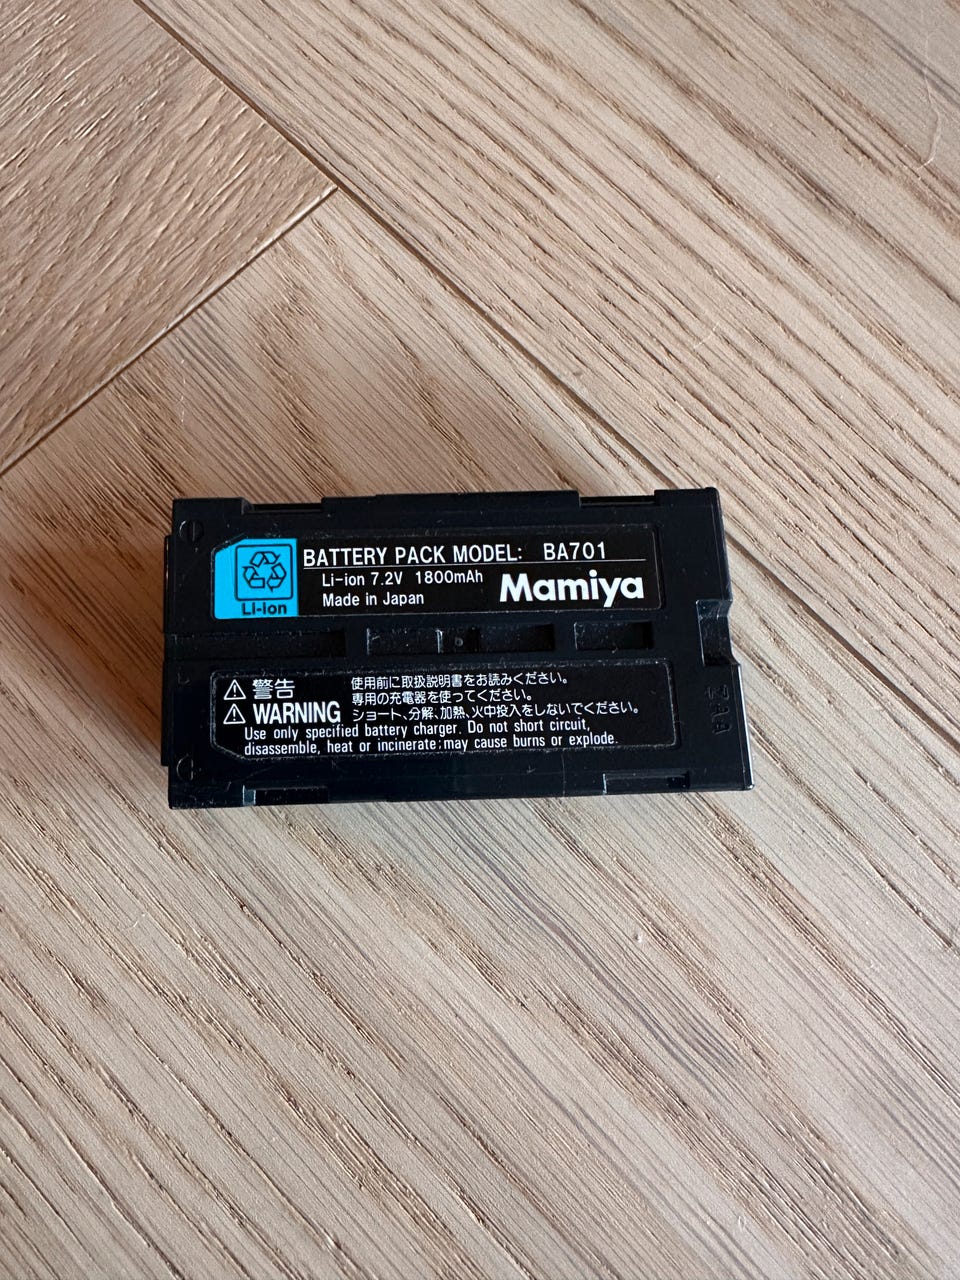 BATTERY PACK MODEL: BA701
Li-ion 7.2V 1800mAh
Made in Japan
Mamiya
Li-ion
警告
使用前に取扱説明書をお読みください。
専用の充電器を使ってください。
WARNING
ショート、分解、加熱、火中投入をしないでください。
Use only specified battery charger. Do not short circuit,
disassemble, heat or incinerate:may cause burns or explode.